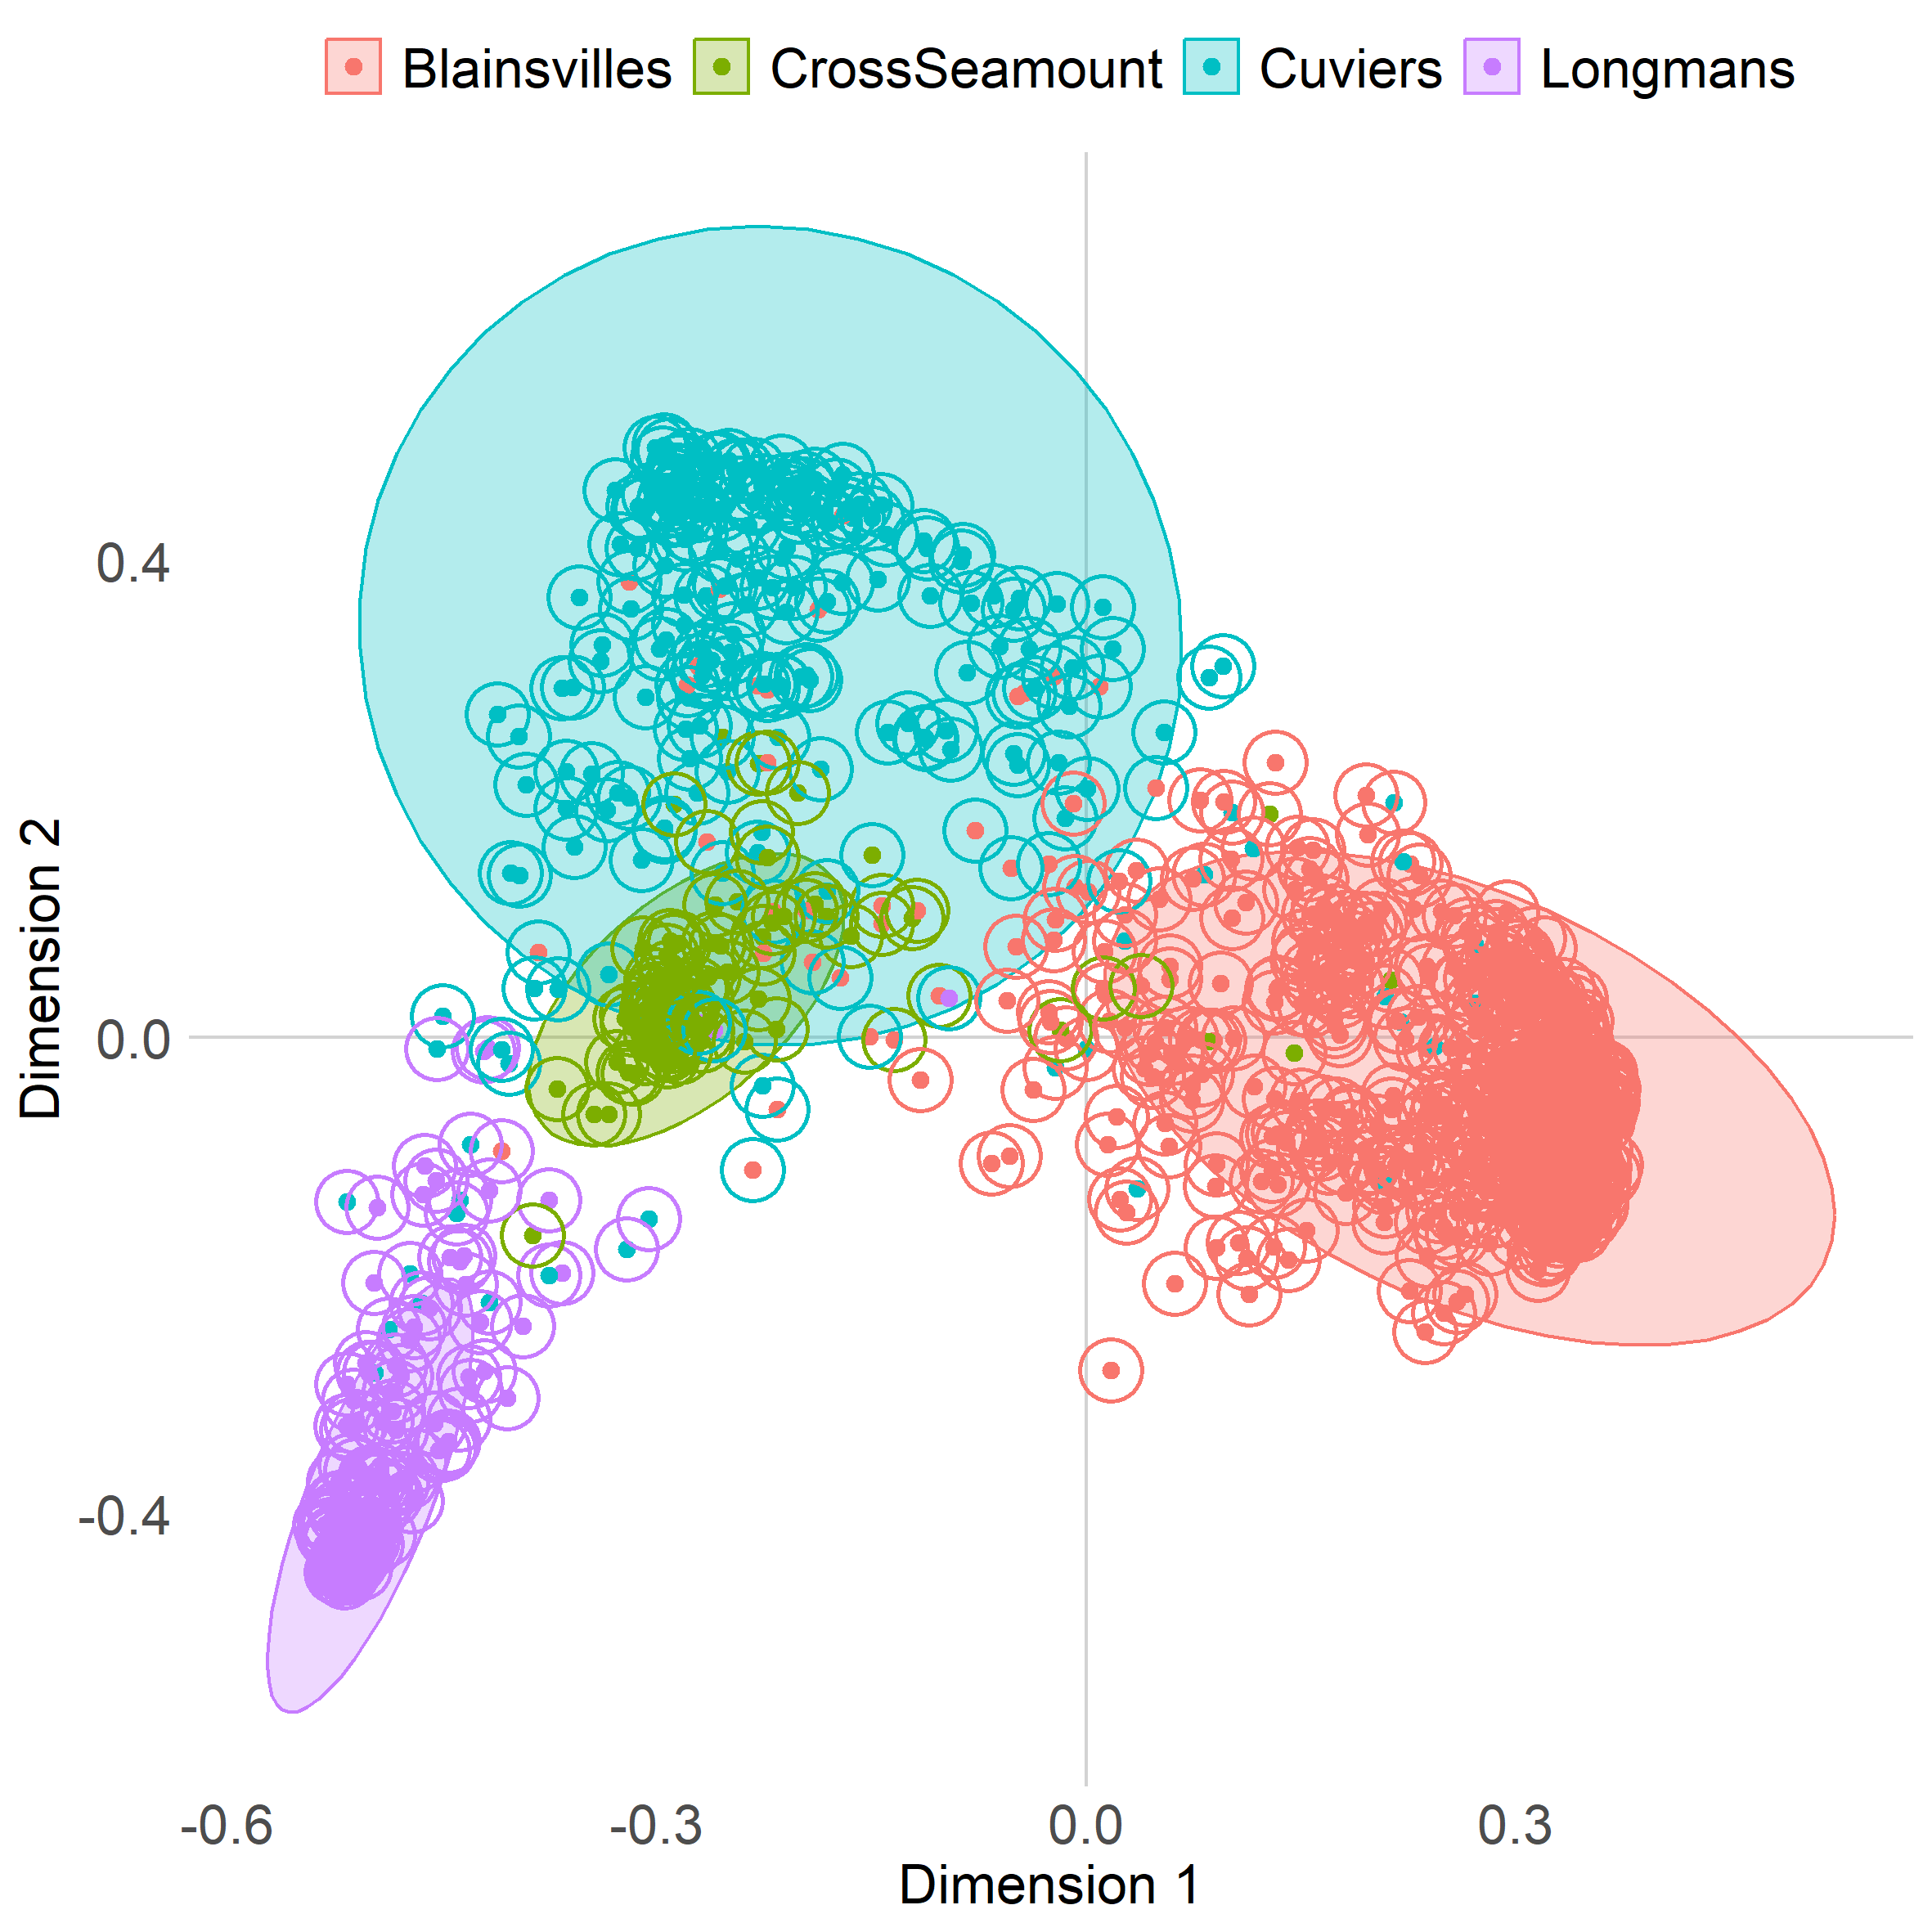 Blainsvilles CrossSeamount Cuviers Longmans
0.4
0.0
-0.4
Dimension 2
-0.6 -0.3 0.0 0.3
Dimension 1